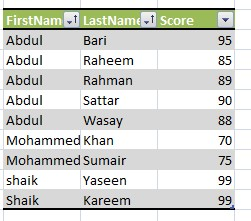 FirstNam LastName Score
Abdul Bari 95
Abdul Raheem 85
Abdul Rahman 89
Abdul Sattar 90
Abdul Wasay 88
Mohammed Khan 70
Mohammed Sumair 75
shaik Yaseen 99
Shaik Kareem 99